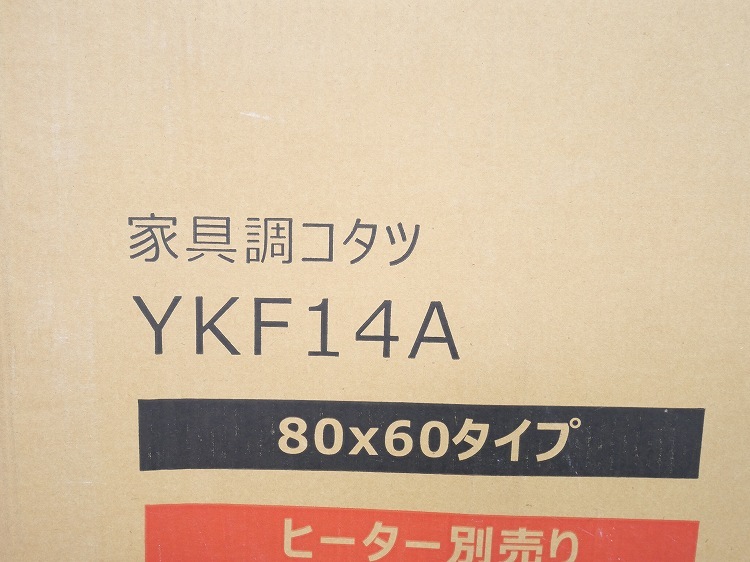 家具調コタツ
YKF14A
80x60タイプ
ヒーター別売り